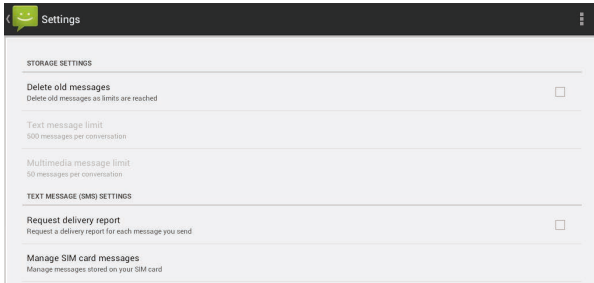 Settings
STORAGE SETTINGS
Delete old messages
Delete old messages as limits are reached
Text message limit
500 messages per conversation
Multimedia message limit
50 messages per conversation
TEXT MESSAGE (SMS) SETTINGS
Request delivery report
Request a delivery report for each message you send
Manage SIM card messages
Manage messages stored on your SIM card